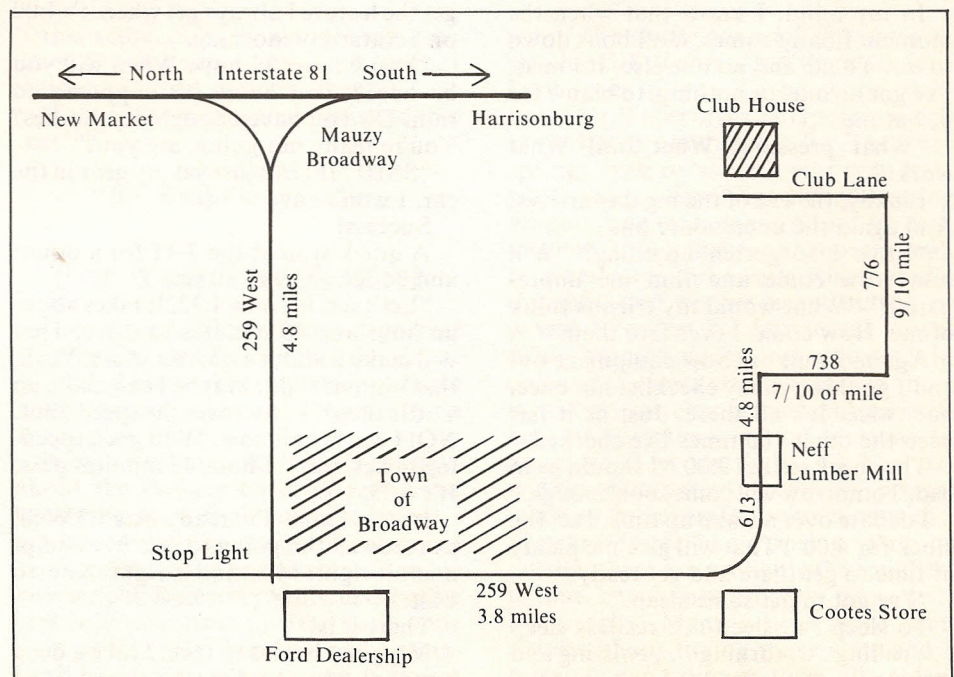 North Interstate 81 South
New Market
Harrisonburg
Mauzy
Broadway
Club House
Club Lane
259 West
4.8 miles
776
9/10 mile
738
7/10 of mile
4.8 miles
Neff
Lumber Mill
617
Town
of
Broadway
Stop Light
259 West
3.8 miles
Ford Dealership
Cootes Store